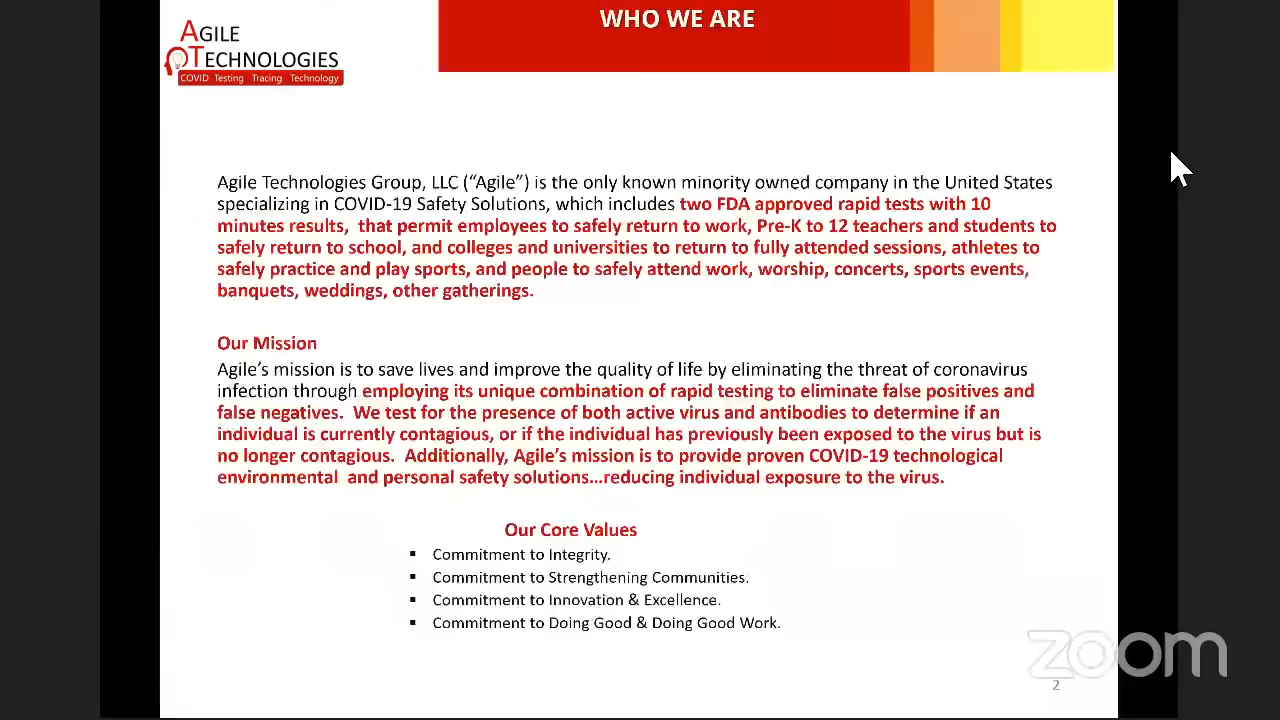 WHO WE ARE
AGILE
TECHNOLOGIES
COVID Testing Tracing Technology
Agile Technologies Group, LLC (“Agile”) is the only known minority owned company in the United States
specializing in COVID-19 Safety Solutions, which includes two FDA approved rapid tests with 10
minutes results, that permit employees to safely return to work, Pre-K to 12 teachers and students to
safely return to school, and colleges and universities to return to fully attended sessions, athletes to
safely practice and play sports, and people to safely attend work, worship, concerts, sports events,
banquets, weddings, other gatherings.
Our Mission
Agile’s mission is to save lives and improve the quality of life by eliminating the threat of coronavirus
infection through employing its unique combination of rapid testing to eliminate false positives and
false negatives. We test for the presence of both active virus and antibodies to determine if an
individual is currently contagious, or if the individual has previously been exposed to the virus but is
no longer contagious. Additionally, Agile’s mission is to provide proven COVID-19 technological
environmental and personal safety solutions…reducing individual exposure to the virus.
Our Core Values
▪ Commitment to Integrity.
▪ Commitment to Strengthening Communities.
▪ Commitment to Innovation & Excellence.
▪ Commitment to Doing Good & Doing Good Work.
zoom
2